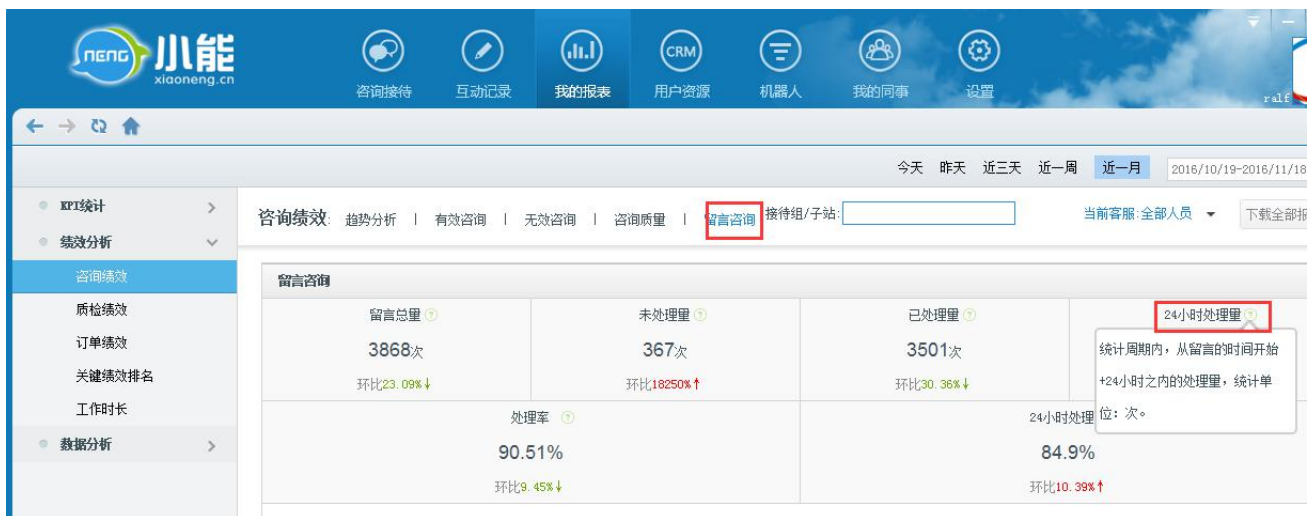 NENG 小能
xiaoneng.cn
咨询接待 互动记录 我的报表 CRM 用户资源 机器人 我的同事 设置
ralf
今天 昨天 近三天 近一周 近一月 2016/10/19-2016/11/18
KPI统计
绩效分析
咨询绩效
质检绩效
订单绩效
关键绩效排名
工作时长
数据分析
咨询绩效: 趋势分析 | 有效咨询 | 无效咨询 | 咨询质量 | 留言咨询 接待组/子站: 当前客服:全部人员 下载全部报
留言咨询
留言总量 ? 未处理量 ? 已处理量 ? 24小时处理量 ?
3868次 367次 3501次
环比23.09%↓ 环比18250%↑ 环比30.36%↓
统计周期内，从留言的时间开始
+24小时之内的处理量，统计单
位：次。
处理率 ? 24小时处理
90.51% 84.9%
环比9.45%↓ 环比10.39%↑